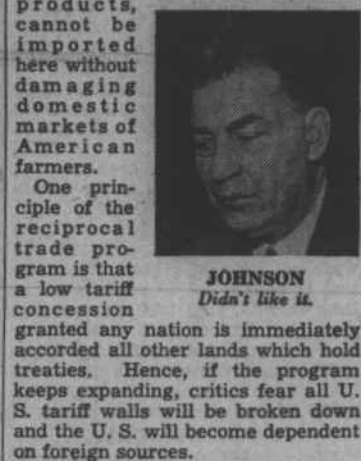 products,
cannot be
imported
here without
damaging
domestic
markets of
American
farmers.
One prin-
ciple of the
reciprocal
trade pro-
gram is that
a low tariff
concession
JOHNSON
Didn't like it.
granted any nation is immediately
accorded all other lands which hold
treaties. Hence, if the program
keeps expanding, critics fear all U.
S. tariff walls will be broken down
and the U. S. will become dependent
on foreign sources.